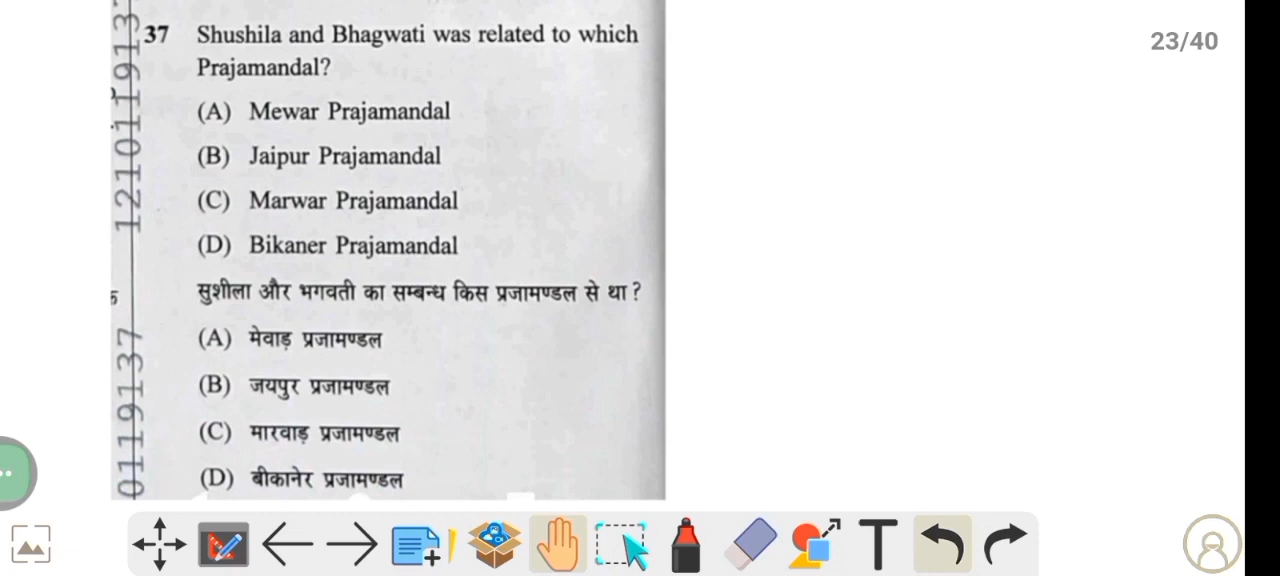 37 Shushila and Bhagwati was related to which
Prajamandal?
(A) Mewar Prajamandal
(B) Jaipur Prajamandal
(C) Marwar Prajamandal
(D) Bikaner Prajamandal
सुशीला और भगवती का सम्बन्ध किस प्रजामण्डल से था ?
(A) मेवाड़ प्रजामण्डल
(B) जयपुर प्रजामण्डल
(C) मारवाड़ प्रजामण्डल
(D) बीकानेर प्रजामण्डल
23/40
0119137
121011913